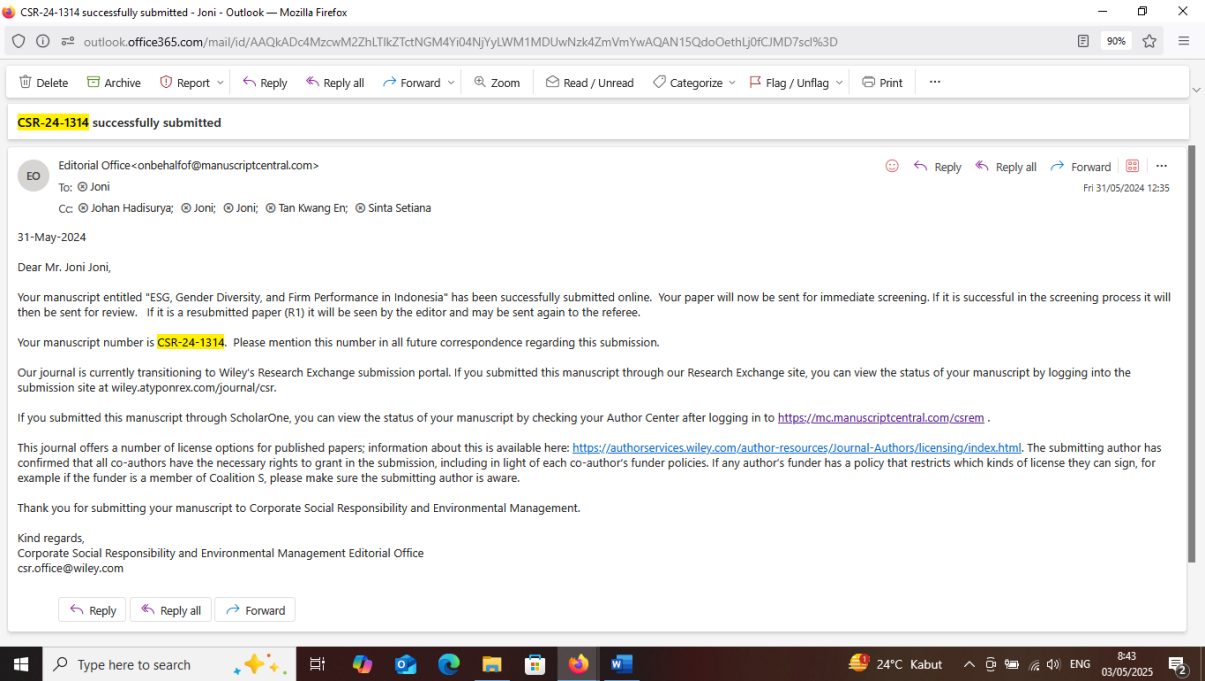 CSR-24-1314 successfully submitted - Joni - Outlook — Mozilla Firefox
90%
Delete Archive Report Reply Reply all Forward Zoom Read / Unread Categorize Flag / Unflag Print ...
CSR-24-1314 successfully submitted
EO
Editorial Office<onbehalfof@manuscriptcentral.com>
Reply Reply all Forward ...
To: Joni
Fri 31/05/2024 12:35
Cc: Johan Hadisurya; Joni; Joni; Tan Kwang En; Sinta Setiana
31-May-2024
Dear Mr. Joni Joni,
Your manuscript entitled "ESG, Gender Diversity, and Firm Performance in Indonesia" has been successfully submitted online.  Your paper will now be sent for immediate screening. If it is successful in the screening process it will
then be sent for review.   If it is a resubmitted paper (R1) it will be seen by the editor and may be sent again to the referee.
Your manuscript number is CSR-24-1314.  Please mention this number in all future correspondence regarding this submission.
Our journal is currently transitioning to Wiley's Research Exchange submission portal. If you submitted this manuscript through our Research Exchange site, you can view the status of your manuscript by logging into the
submission site at wiley.atyponrex.com/journal/csr.
If you submitted this manuscript through ScholarOne, you can view the status of your manuscript by checking your Author Center after logging in to https://mc.manuscriptcentral.com/csrem .
This journal offers a number of license options for published papers; information about this is available here: https://authorservices.wiley.com/author-resources/Journal-Authors/licensing/index.html. The submitting author has
confirmed that all co-authors have the necessary rights to grant in the submission, including in light of each co-author's funder policies. If any author's funder has a policy that restricts which kinds of license they can sign, for
example if the funder is a member of Coalition S, please make sure the submitting author is aware.
Thank you for submitting your manuscript to Corporate Social Responsibility and Environmental Management.
Kind regards,
Corporate Social Responsibility and Environmental Management Editorial Office
csr.office@wiley.com
Reply Reply all Forward
Type here to search
24°C Kabut
ENG
8:43
03/05/2025
2